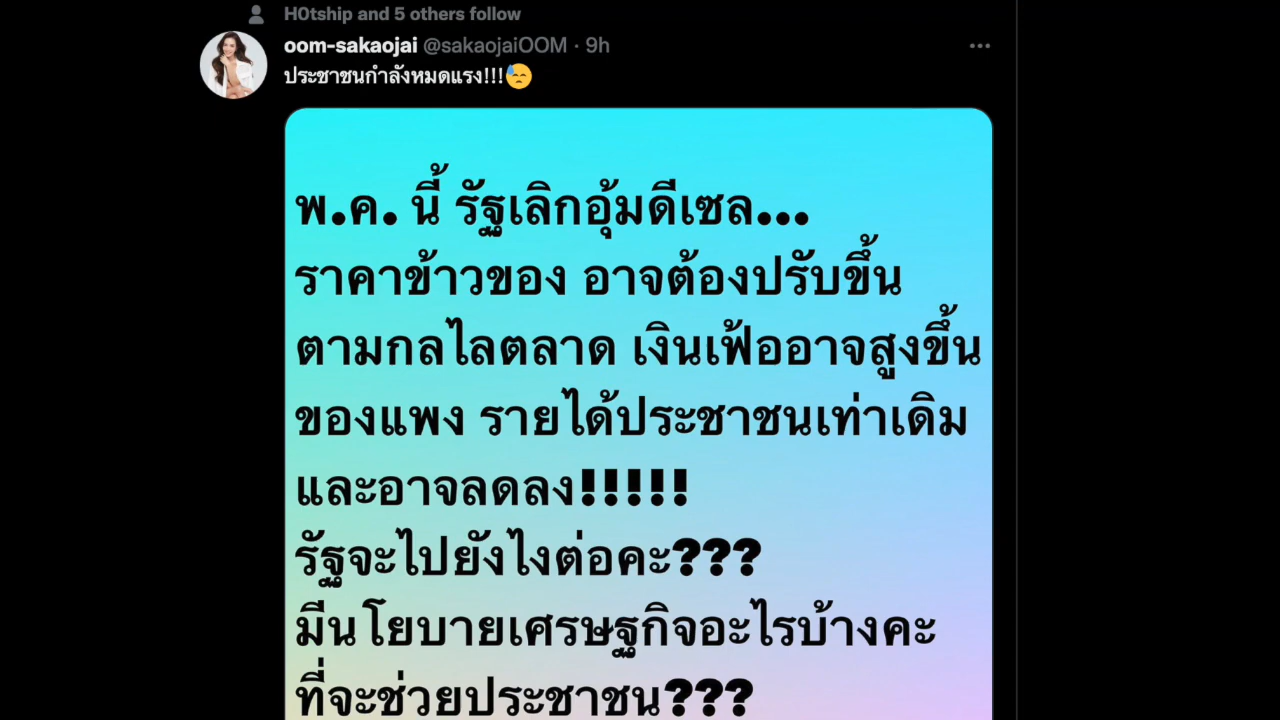 H0tship and 5 others follow
oom-sakaojai @sakaojaiOOM · 9h
ประชาชนกำลังหมดแรง!!!😓
พ.ค. นี้ รัฐเลิกอุ้มดีเซล...
ราคาข้าวของ อาจต้องปรับขึ้น
ตามกลไลตลาด เงินเฟ้ออาจสูงขึ้น
ของแพง รายได้ประชาชนเท่าเดิม
และอาจลดลง!!!!!
รัฐจะไปยังไงต่อคะ???
มีนโยบายเศรษฐกิจอะไรบ้างคะ
ที่จะช่วยประชาชน???